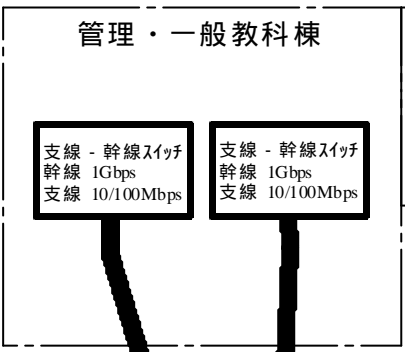 管理・一般教科棟
支線 - 幹線ｽｲｯﾁ
幹線 1Gbps
支線 10/100Mbps
支線 - 幹線ｽｲｯﾁ
幹線 1Gbps
支線 10/100Mbps